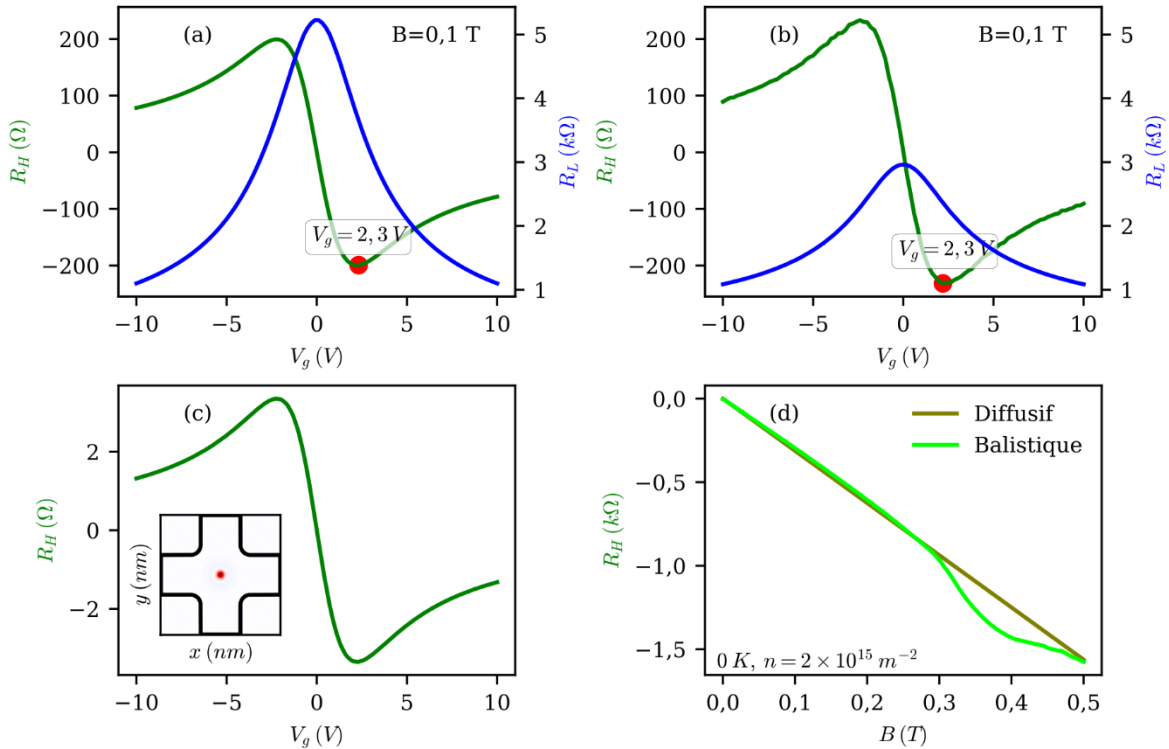 (a)
B=0,1 T
200
100
0
−100
−200
R_H (Ω)
5
4
3
2
1
R_L (kΩ)
V_g = 2, 3 V
−10
−5
0
5
10
V_g (V)
(b)
B=0,1 T
200
100
0
−100
−200
R_H (Ω)
5
4
3
2
1
R_L (kΩ)
V_g = 2, 3 V
−10
−5
0
5
10
V_g (V)
(c)
2
0
−2
R_H (Ω)
y (nm)
x (nm)
−10
−5
0
5
10
V_g (V)
(d)
Diffusif
Balistique
0,0
−0,5
−1,0
−1,5
R_H (kΩ)
0 K, n = 2 × 10^{15} m^{−2}
0,0
0,1
0,2
0,3
0,4
0,5
B (T)